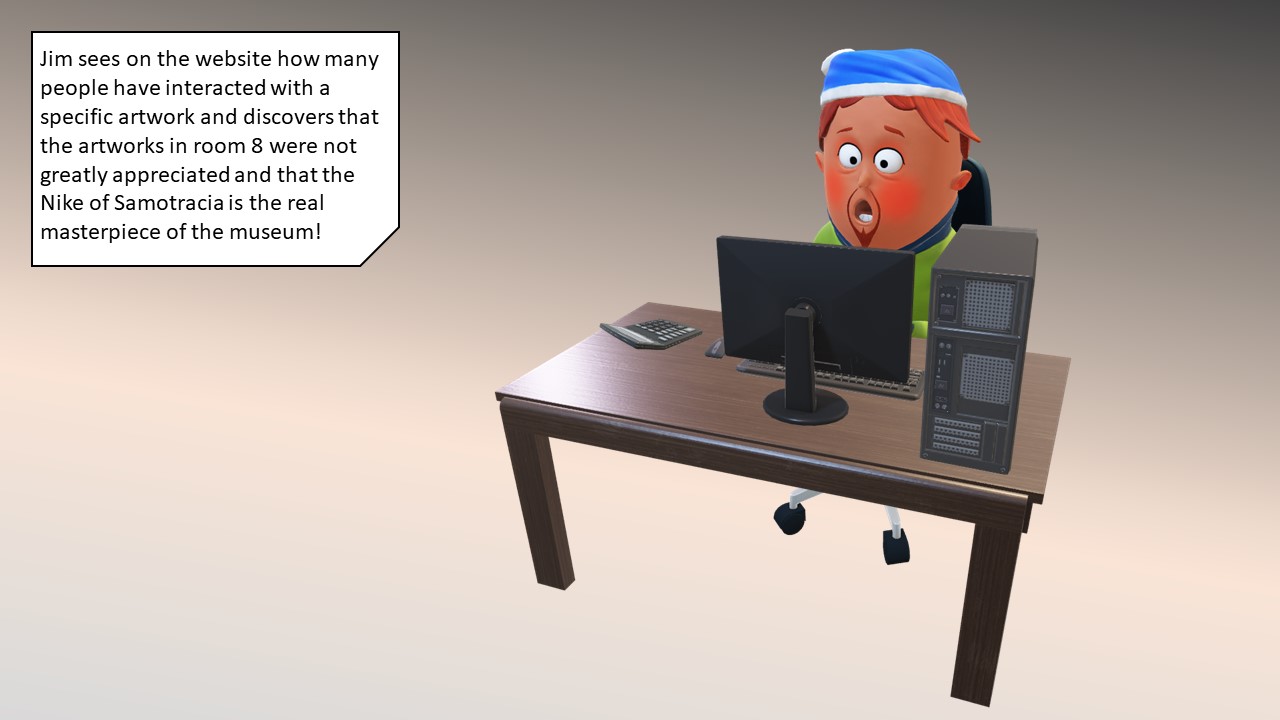 Jim sees on the website how many
people have interacted with a
specific artwork and discovers that
the artworks in room 8 were not
greatly appreciated and that the
Nike of Samotracia is the real
masterpiece of the museum!